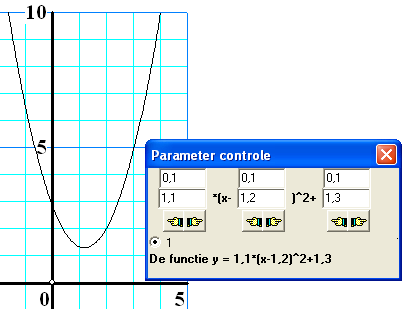 10
5
0
5
Parameter controle
0,1 0,1 0,1
1,1 *(x- 1,2 )^2+ 1,3
1
De functie y = 1,1*(x-1,2)^2+1,3